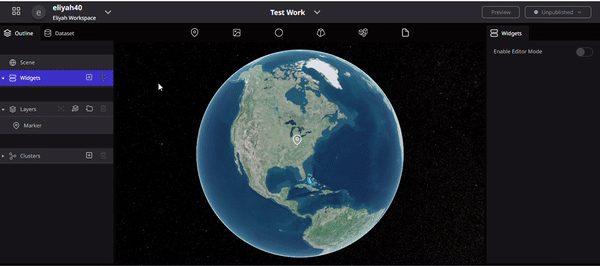 eliyah40
Eliyah Workspace
e
Test Work
Preview
Unpublished
Outline
Dataset
Widgets
Scene
Enable Editor Mode
Widgets
Layers
Marker
Clusters